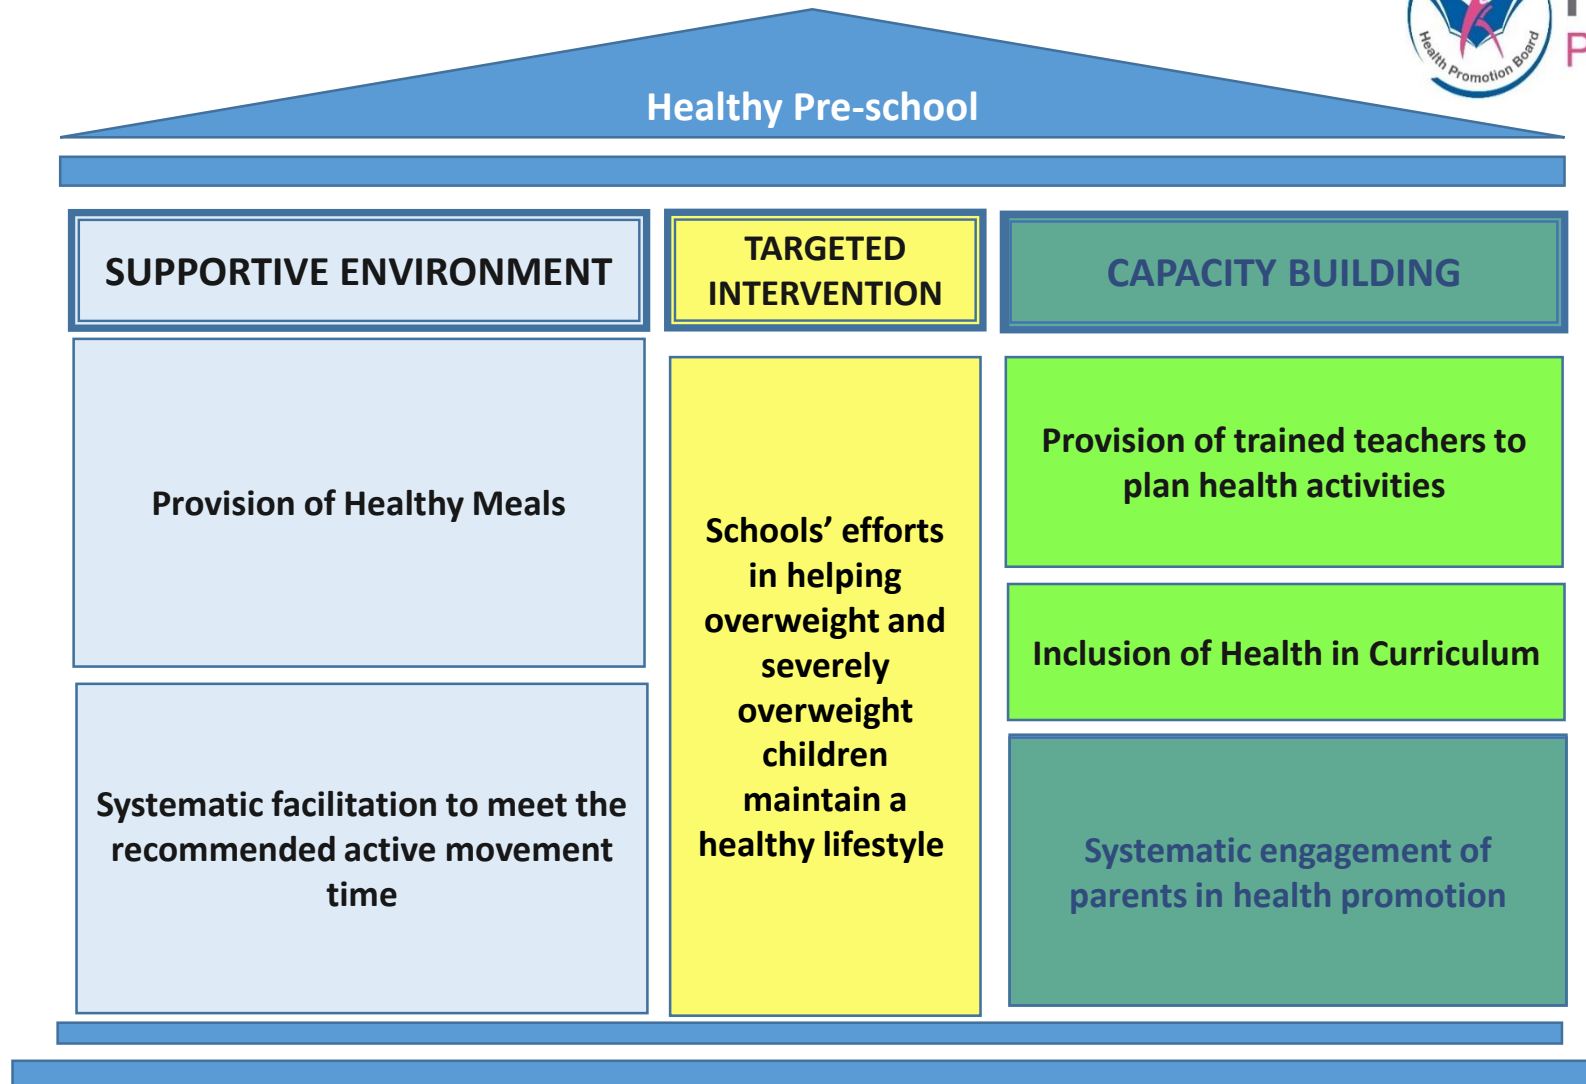 Health Promotion Board
Healthy Pre-school
SUPPORTIVE ENVIRONMENT
TARGETED
INTERVENTION
CAPACITY BUILDING
Provision of Healthy Meals
Systematic facilitation to meet the
recommended active movement
time
Schools’ efforts
in helping
overweight and
severely
overweight
children
maintain a
healthy lifestyle
Provision of trained teachers to
plan health activities
Inclusion of Health in Curriculum
Systematic engagement of
parents in health promotion